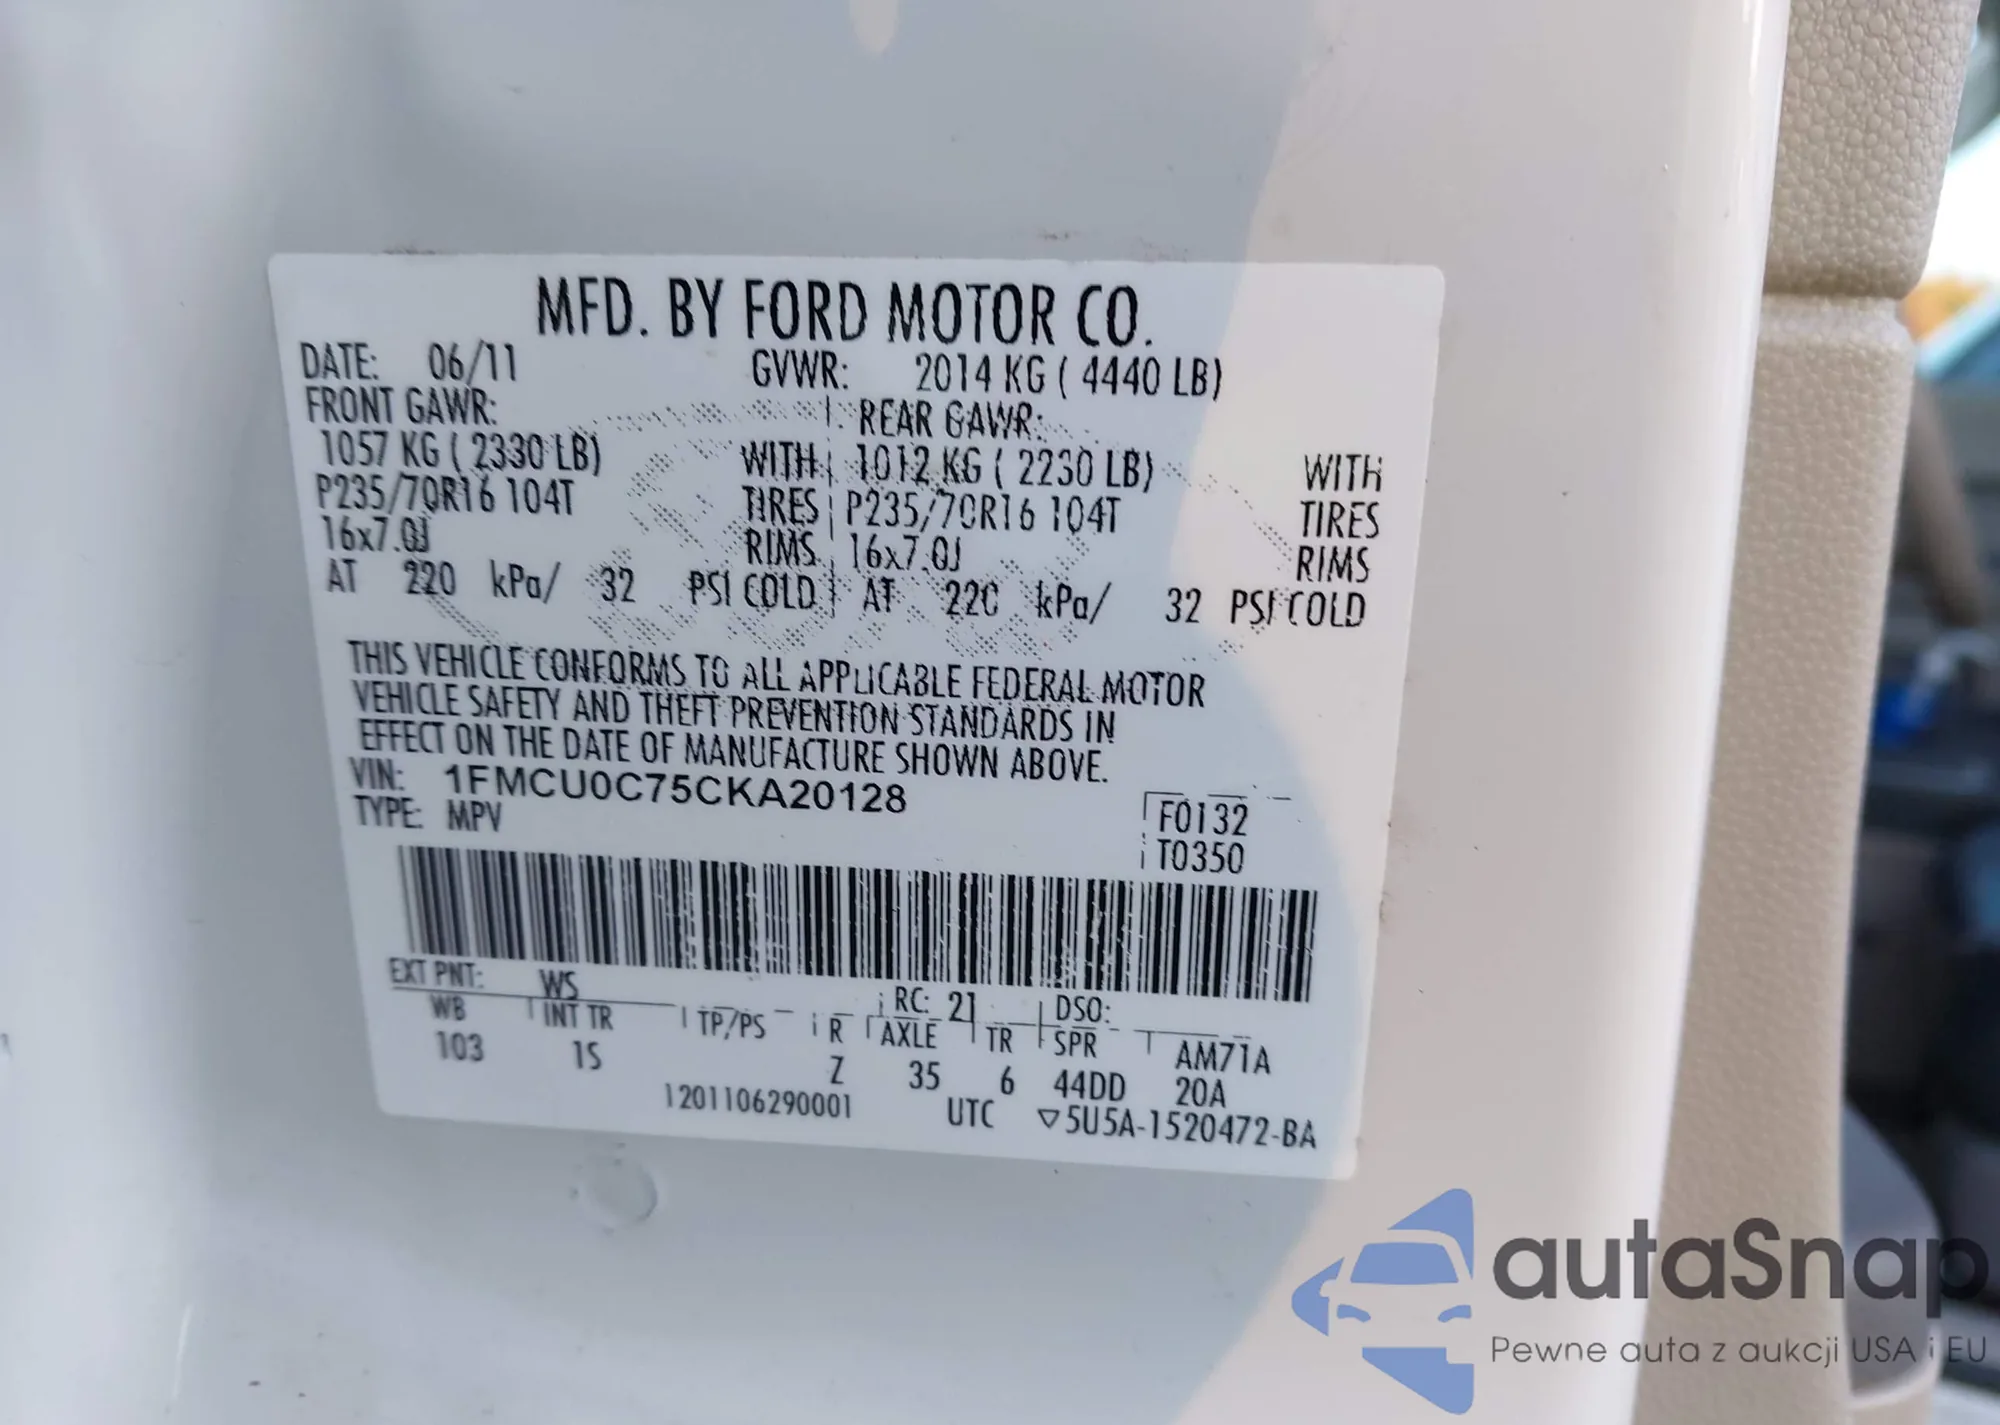 MFD. BY FORD MOTOR CO.
DATE: 06/11 GVWR: 2014 KG ( 4440 LB)
FRONT GAWR: REAR GAWR:
1057 KG ( 2330 LB) WITH 1012 KG ( 2230 LB) WITH
P235/70R16 104T TIRES P235/70R16 104T TIRES
16x7.0J RIMS 16x7.0J RIMS
AT 220 kPa/ 32 PSI COLD AT 220 kPa/ 32 PSI COLD
THIS VEHICLE CONFORMS TO ALL APPLICABLE FEDERAL MOTOR
VEHICLE SAFETY AND THEFT PREVENTION STANDARDS IN
EFFECT ON THE DATE OF MANUFACTURE SHOWN ABOVE.
VIN: 1FMCU0C75CKA20128
TYPE: MPV
F0132
T0350
EXT PNT: WS RC: 21 DSO:
WB INT TR TP/PS R AXLE TR SPR AM71A
103 1S Z 35 6 44DD 20A
1201106290001 UTC ▽5U5A-1520472-BA
autaSnap
Pewne auta z aukcji USA i EU